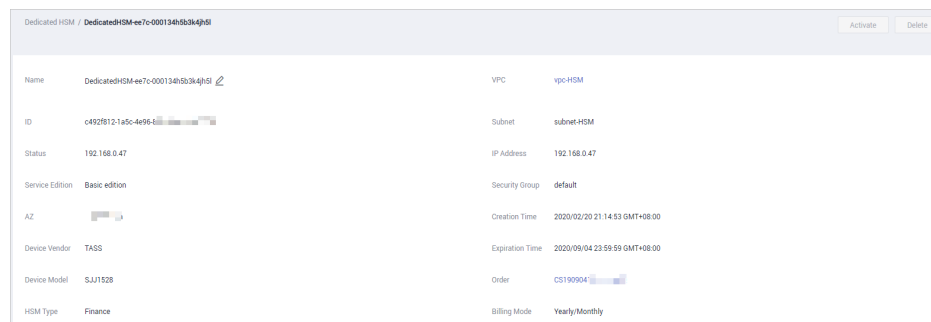 Dedicated HSM / DedicatedHSM-ee7c-000134h5b3k4jh5l
Activate Delete
Name DedicatedHSM-ee7c-000134h5b3k4jh5l
VPC vpc-HSM
ID c492f812-1a5c-4e96-
Subnet subnet-HSM
Status 192.168.0.47
IP Address 192.168.0.47
Service Edition Basic edition
Security Group default
AZ
Creation Time 2020/02/20 21:14:53 GMT+08:00
Device Vendor TASS
Expiration Time 2020/09/04 23:59:59 GMT+08:00
Device Model SJJ1528
Order CS190904
HSM Type Finance
Billing Mode Yearly/Monthly